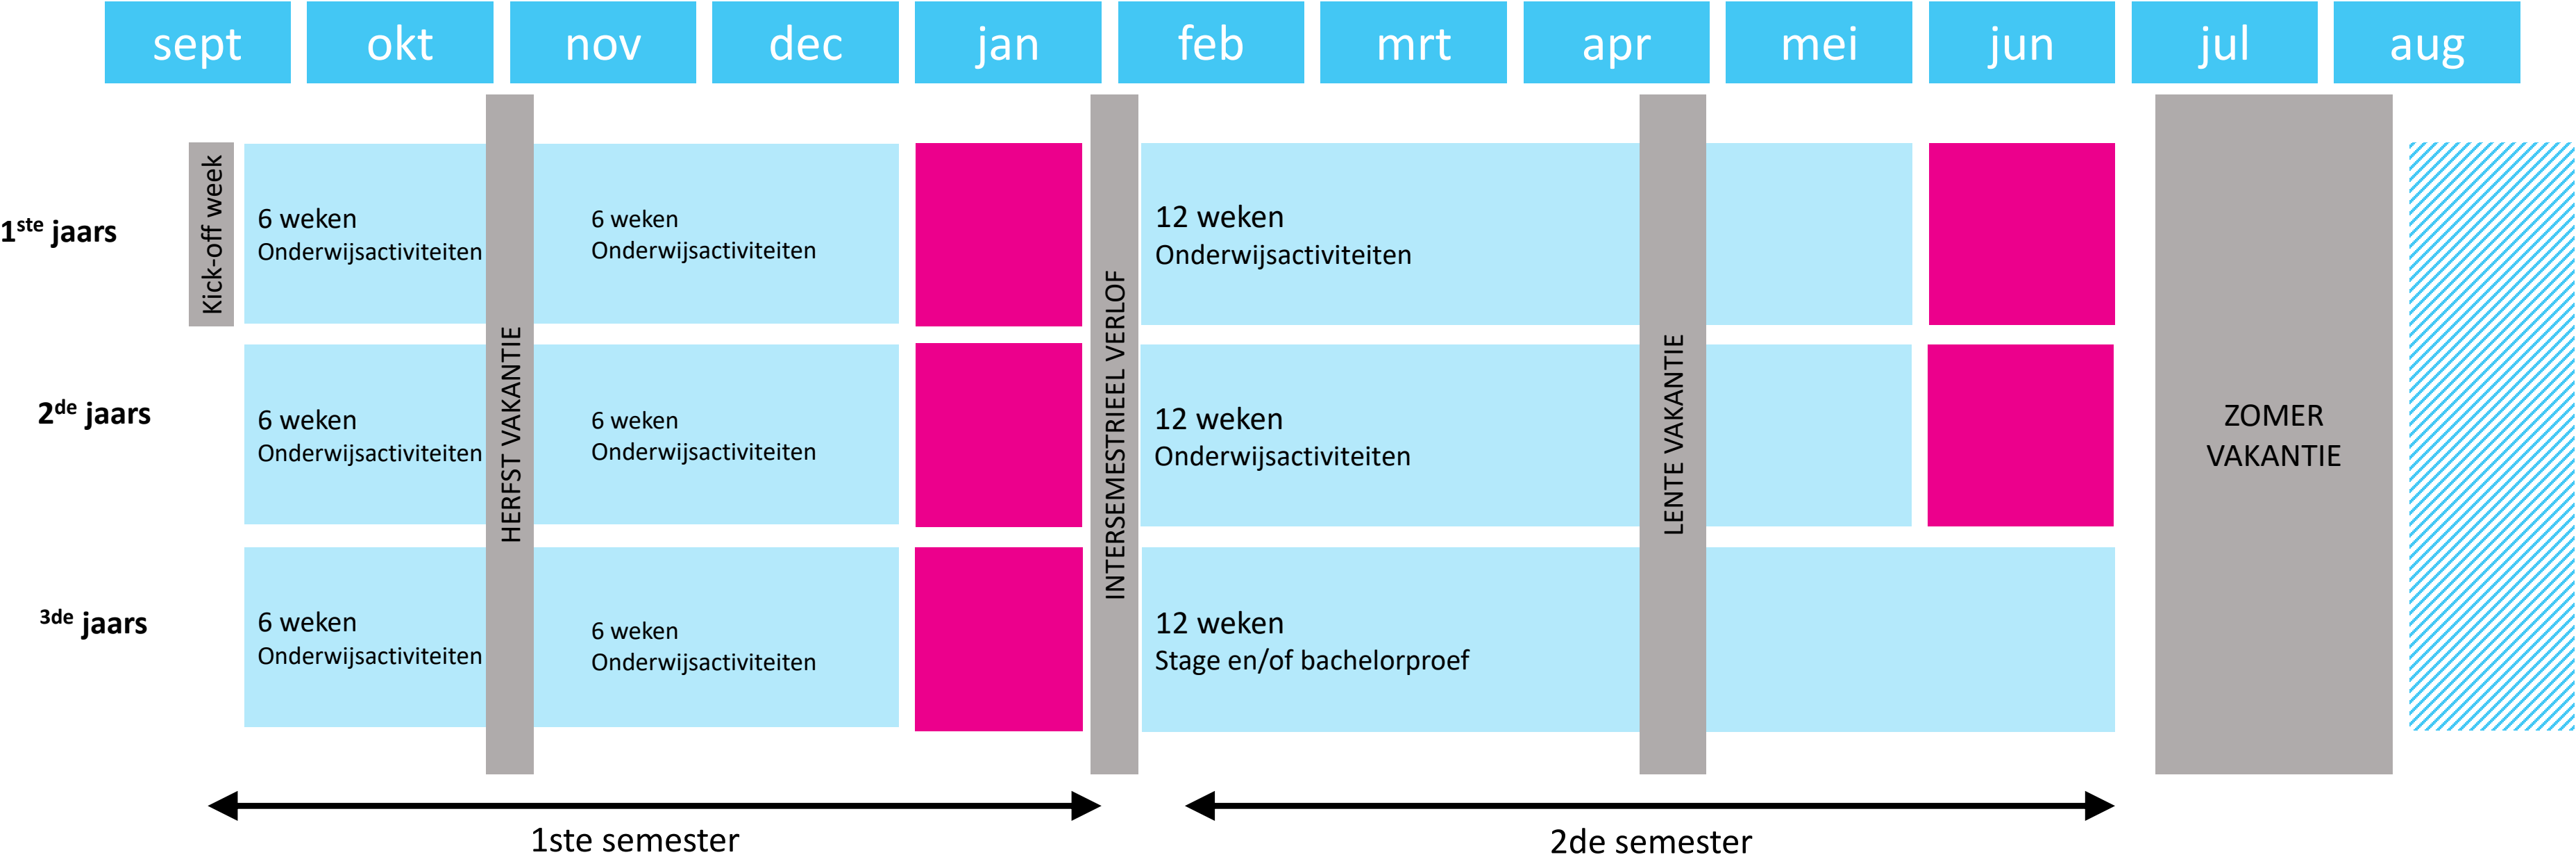 sept okt nov dec jan feb mrt apr mei jun jul aug
1ste jaars
Kick-off week
6 weken
Onderwijsactiviteiten
HERFST VAKANTIE
6 weken
Onderwijsactiviteiten
INTERSEMESTRIEEL VERLOF
12 weken
Onderwijsactiviteiten
LENTE VAKANTIE
ZOMER
VAKANTIE
2de jaars
6 weken
Onderwijsactiviteiten
6 weken
Onderwijsactiviteiten
12 weken
Onderwijsactiviteiten
3de jaars
6 weken
Onderwijsactiviteiten
6 weken
Onderwijsactiviteiten
12 weken
Stage en/of bachelorproef
1ste semester
2de semester